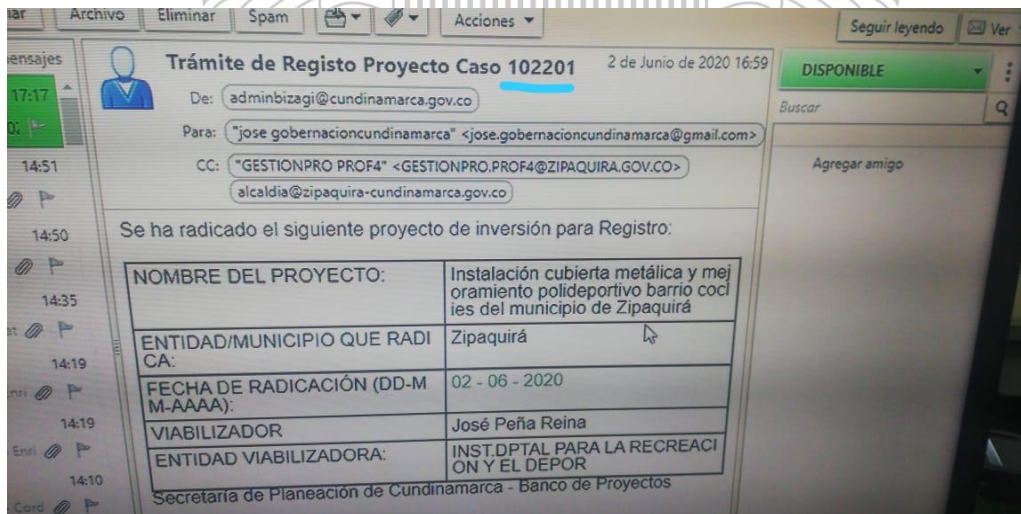 Archivo Eliminar Spam Acciones
Seguir leyendo Ver
Trámite de Registo Proyecto Caso 102201 2 de Junio de 2020 16:59
De: adminbizagi@cundinamarca.gov.co
Para: "jose gobernacioncundinamarca" <jose.gobernacioncundinamarca@gmail.com>
CC: "GESTIONPRO PROF4" <GESTIONPRO.PROF4@ZIPAQUIRA.GOV.CO>
alcaldia@zipaquira-cundinamarca.gov.co
Se ha radicado el siguiente proyecto de inversión para Registro:
NOMBRE DEL PROYECTO: Instalación cubierta metálica y mej
oramiento polideportivo barrio cocl
ies del municipio de Zipaquirá
ENTIDAD/MUNICIPIO QUE RADI Zipaquirá
CA:
FECHA DE RADICACIÓN (DD-M 02 - 06 - 2020
M-AAAA):
VIABILIZADOR José Peña Reina
ENTIDAD VIABILIZADORA: INST.DPTAL PARA LA RECREACI
ON Y EL DEPOR
Secretaría de Planeación de Cundinamarca - Banco de Proyectos
17:17
14:51
14:50
14:35
14:19
14:19
14:10
DISPONIBLE
Buscar
Agregar amigo